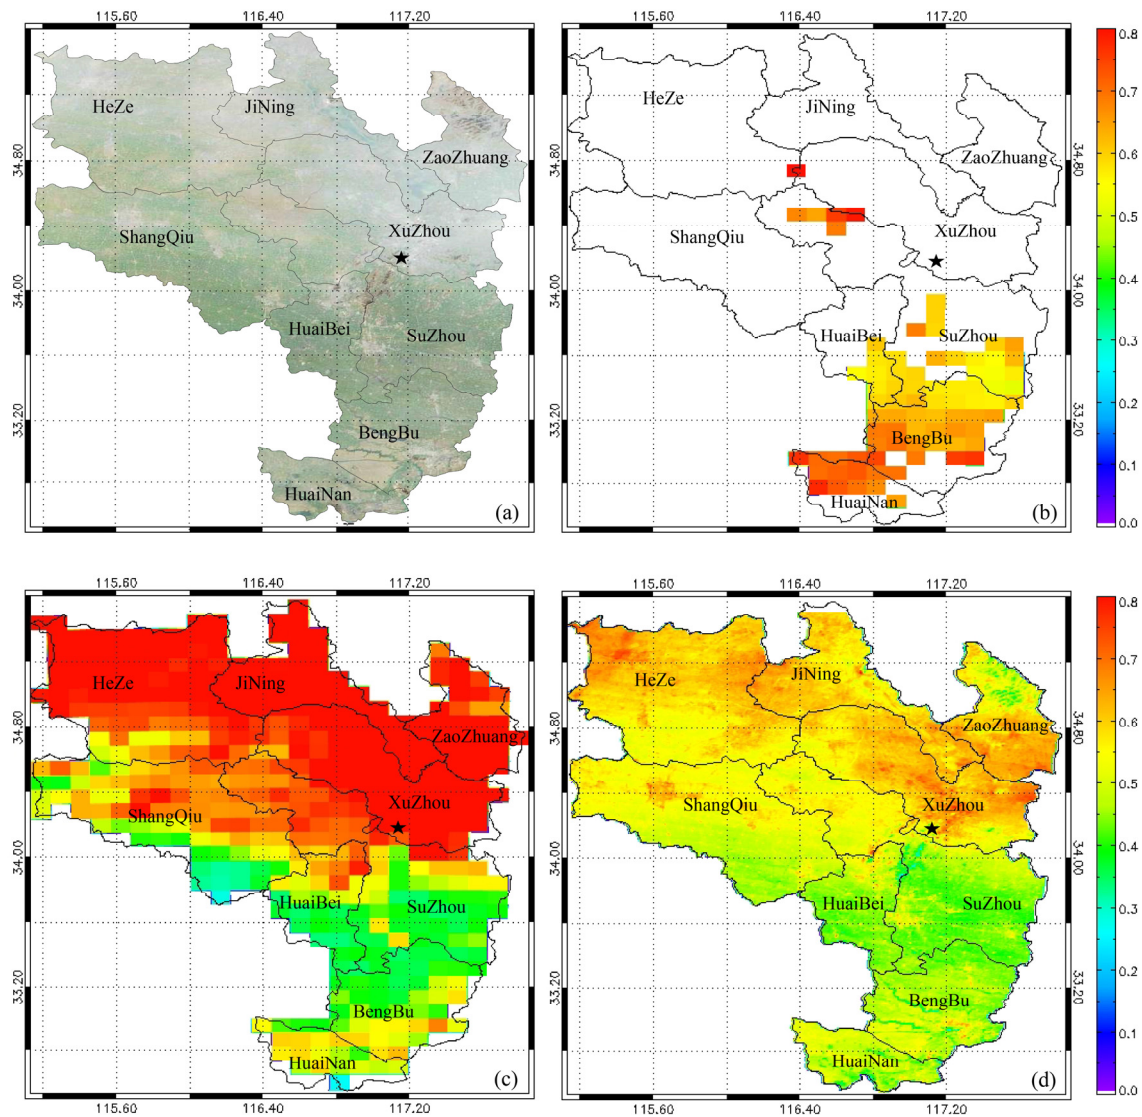 115.60 116.40 117.20
115.60 116.40 117.20
34.80
34.00
33.20
HeZe
JiNing
ZaoZhuang
ShangQiu
XuZhou
HuaiBei
SuZhou
BengBu
HuaiNan
(a)
HeZe
JiNing
ZaoZhuang
ShangQiu
XuZhou
HuaiBei
SuZhou
BengBu
HuaiNan
(b)
34.80
34.00
33.20
0.8
0.7
0.6
0.5
0.4
0.3
0.2
0.1
0.0
115.60 116.40 117.20
115.60 116.40 117.20
34.80
34.00
33.20
HeZe
JiNing
ZaoZhuang
ShangQiu
XuZhou
HuaiBei
SuZhou
BengBu
HuaiNan
(c)
HeZe
JiNing
ZaoZhuang
ShangQiu
XuZhou
HuaiBei
SuZhou
BengBu
HuaiNan
(d)
34.80
34.00
33.20
0.8
0.7
0.6
0.5
0.4
0.3
0.2
0.1
0.0
115.60 116.40 117.20
115.60 116.40 117.20